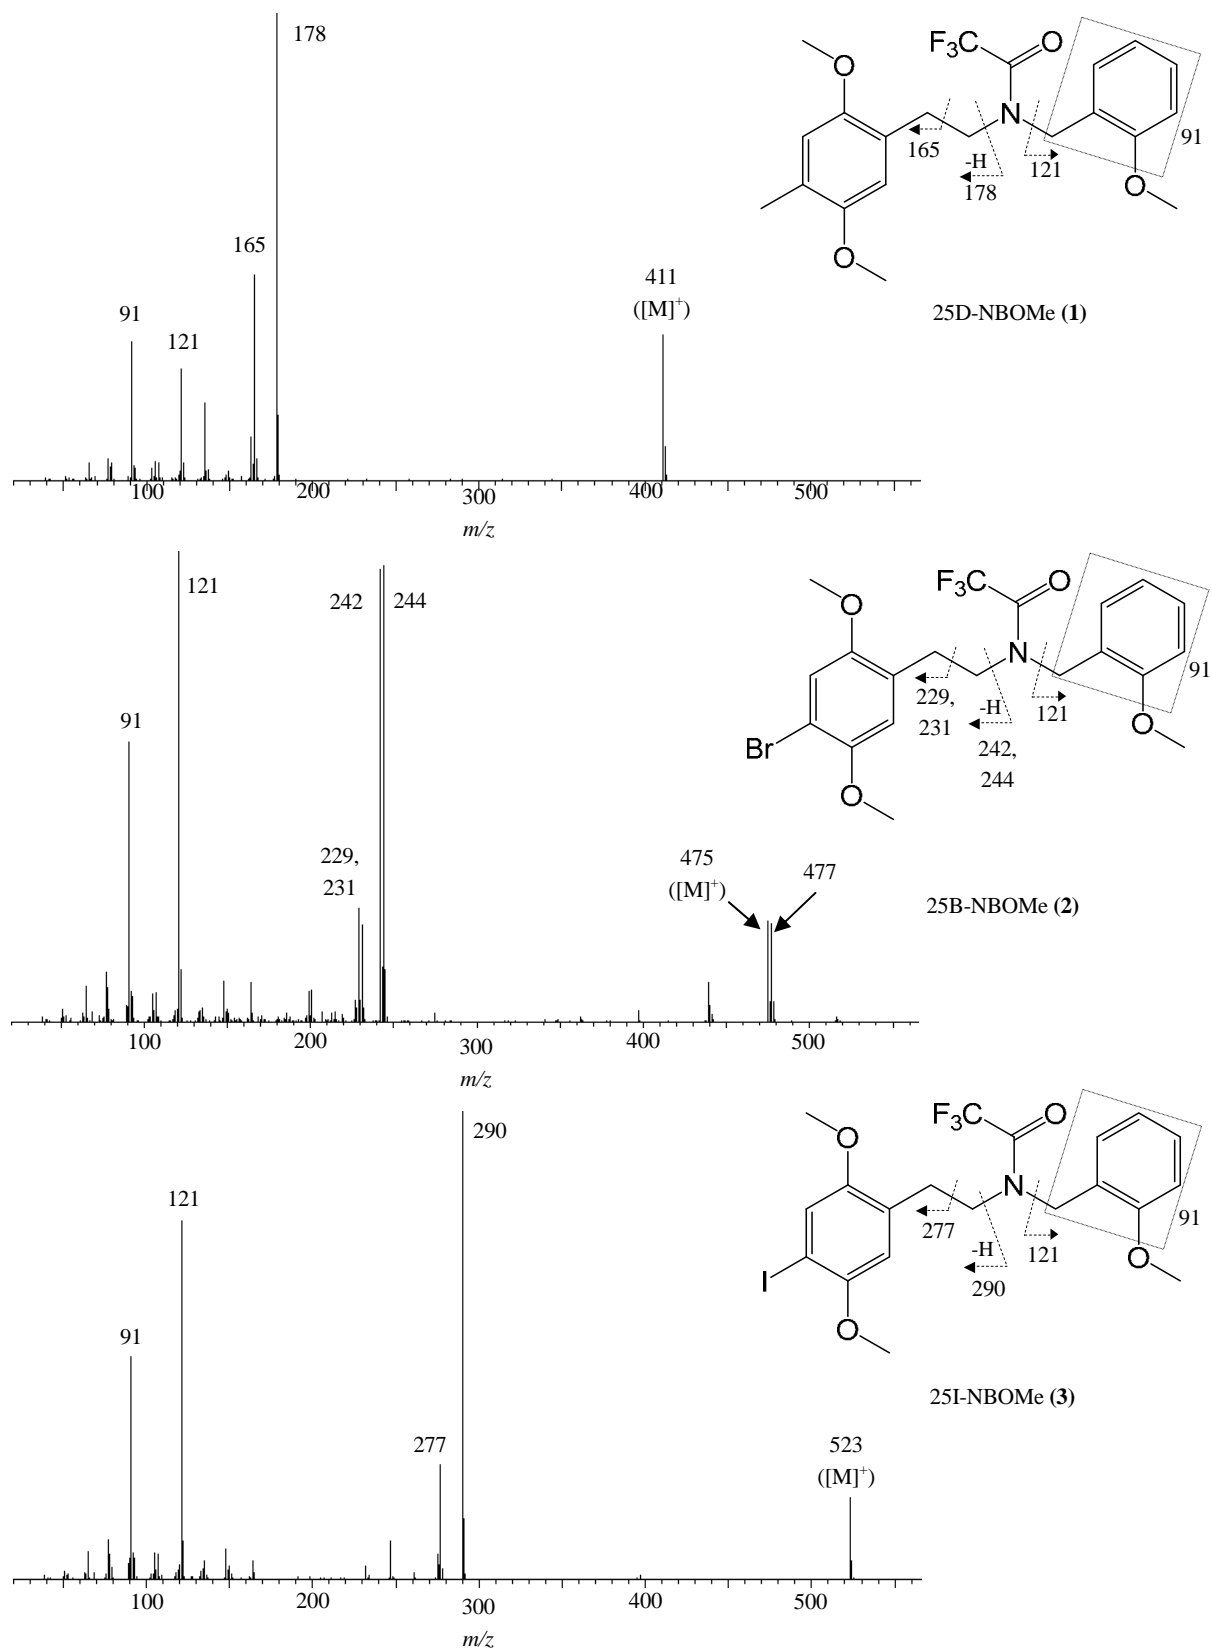 178
165
91
121
411
([M]+)
100
200
300
400
500
m/z
F3C
O
O
N
165
-H
178
121
91
O
O
25D-NBOMe (1)
121
242
244
91
229,
231
475
([M]+)
477
100
200
300
400
500
m/z
F3C
O
O
N
229,
231
-H
242,
244
121
91
Br
O
O
25B-NBOMe (2)
290
121
91
277
523
([M]+)
100
200
300
400
500
m/z
F3C
O
O
N
277
-H
290
121
91
I
O
O
25I-NBOMe (3)